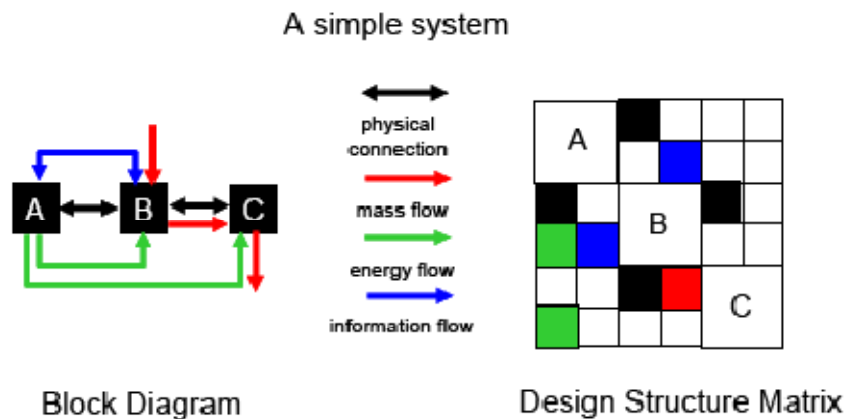 A simple system
A B C
physical
connection
mass flow
energy flow
information flow
A
B
C
Block Diagram
Design Structure Matrix